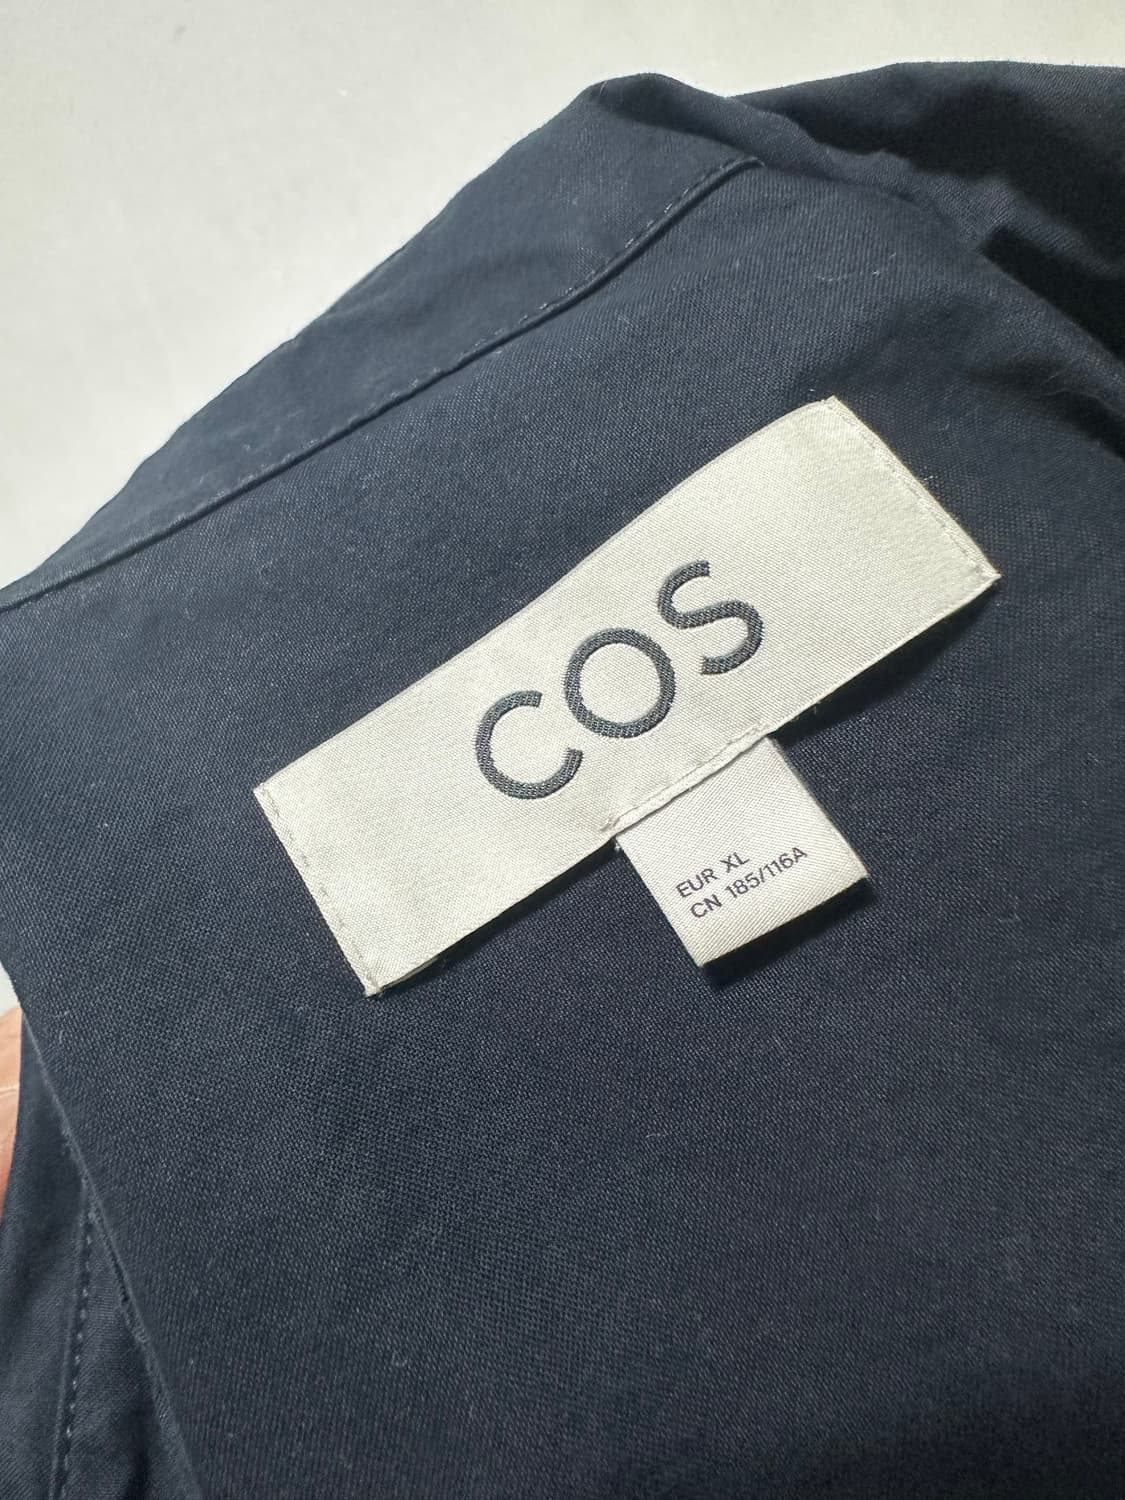 COS
EUR XL
CN 185/116A